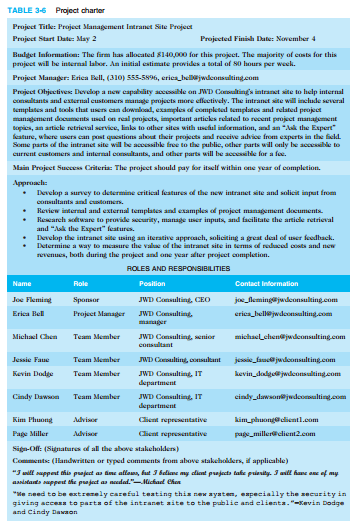 TABLE 3-6 Project charter
Project Title: Project Management Intranet Site Project
Project Start Date: May 2 Projected Finish Date: November 4
Budget Information: The firm has allocated $140,000 for this project. The majority of costs for this
project will be internal labor. An initial estimate provides a total of 80 hours per week.
Project Manager: Erica Bell, (310) 555-5896, erica_bell@jwdconsulting.com
Project Objectives: Develop a new capability accessible on JWD Consulting's intranet site to help internal
consultants and external customers manage projects more effectively. The intranet site will include several
templates and tools that users can download, examples of completed templates and related project
management documents used on real projects, important articles related to recent project management
topics, an article retrieval service, links to other sites with useful information, and an "Ask the Expert"
feature, where users can post questions about their projects and receive advice from experts in the field.
Some parts of the intranet site will be accessible free to the public, other parts will only be accessible to
current customers and internal consultants, and other parts will be accessible for a fee.
Main Project Success Criteria: The project should pay for itself within one year of completion.
Approach:
• Develop a survey to determine critical features of the new intranet site and solicit input from
consultants and customers.
• Review internal and external templates and examples of project management documents.
• Research software to provide security, manage user inputs, and facilitate the article retrieval
and "Ask the Expert" features.
• Develop the intranet site using an iterative approach, soliciting a great deal of user feedback.
• Determine a way to measure the value of the intranet site in terms of reduced costs and new
revenues, both during the project and one year after project completion.
ROLES AND RESPONSIBILITIES
Name Role Position Contact Information
Joe Fleming Sponsor JWD Consulting, CEO joe_fleming@jwdconsulting.com
Erica Bell Project Manager JWD Consulting, erica_bell@jwdconsulting.com
manager
Michael Chen Team Member JWD Consulting, senior michael_chen@jwdconsulting.com
consultant
Jessie Faue Team Member JWD Consulting, consultant jessie_faue@jwdconsulting.com
Kevin Dodge Team Member JWD Consulting, IT kevin_dodge@jwdconsulting.com
department
Cindy Dawson Team Member JWD Consulting, IT cindy_dawson@jwdconsulting.com
department
Kim Phuong Advisor Client representative kim_phuong@client1.com
Page Miller Advisor Client representative page_miller@client2.com
Sign-Off: (Signatures of all the above stakeholders)
Comments: (Handwritten or typed comments from above stakeholders, if applicable)
"I will support this project as time allows, but I believe my client projects take priority. I will have one of my
assistants support the project as needed."—Michael Chen
"We need to be extremely careful testing this new system, especially the security in
giving access to parts of the intranet site to the public and clients."—Kevin Dodge
and Cindy Dawson